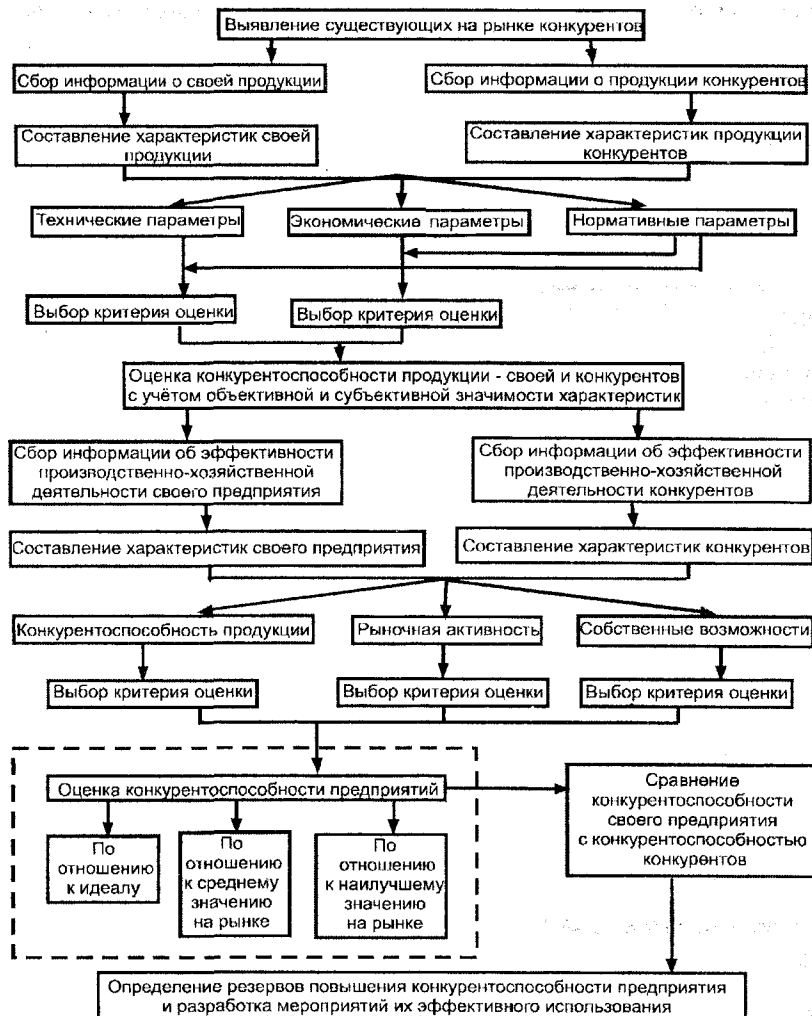 Выявление существующих на рынке конкурентов
Сбор информации о своей продукции
Сбор информации о продукции конкурентов
Составление характеристик своей
продукции
Составление характеристик продукции
конкурентов
Технические параметры
Экономические параметры
Нормативные параметры
Выбор критерия оценки
Выбор критерия оценки
Оценка конкурентоспособности продукции - своей и конкурентов
с учётом объективной и субъективной значимости характеристик
Сбор информации об эффективности
производственно-хозяйственной
деятельности своего предприятия
Сбор информации об эффективности
производственно-хозяйственной
деятельности конкурентов
Составление характеристик своего предприятия
Составление характеристик конкурентов
Конкурентоспособность продукции
Рыночная активность
Собственные возможности
Выбор критерия оценки
Выбор критерия оценки
Выбор критерия оценки
Оценка конкурентоспособности предприятий
По
отношению
к идеалу
По
отношению
к среднему
значению
на рынке
По
отношению
к наилучшему
значению
на рынке
Сравнение
конкурентоспособности
своего предприятия
с конкурентоспособностью
конкурентов
Определение резервов повышения конкурентоспособности предприятия
и разработка мероприятий их эффективного использования